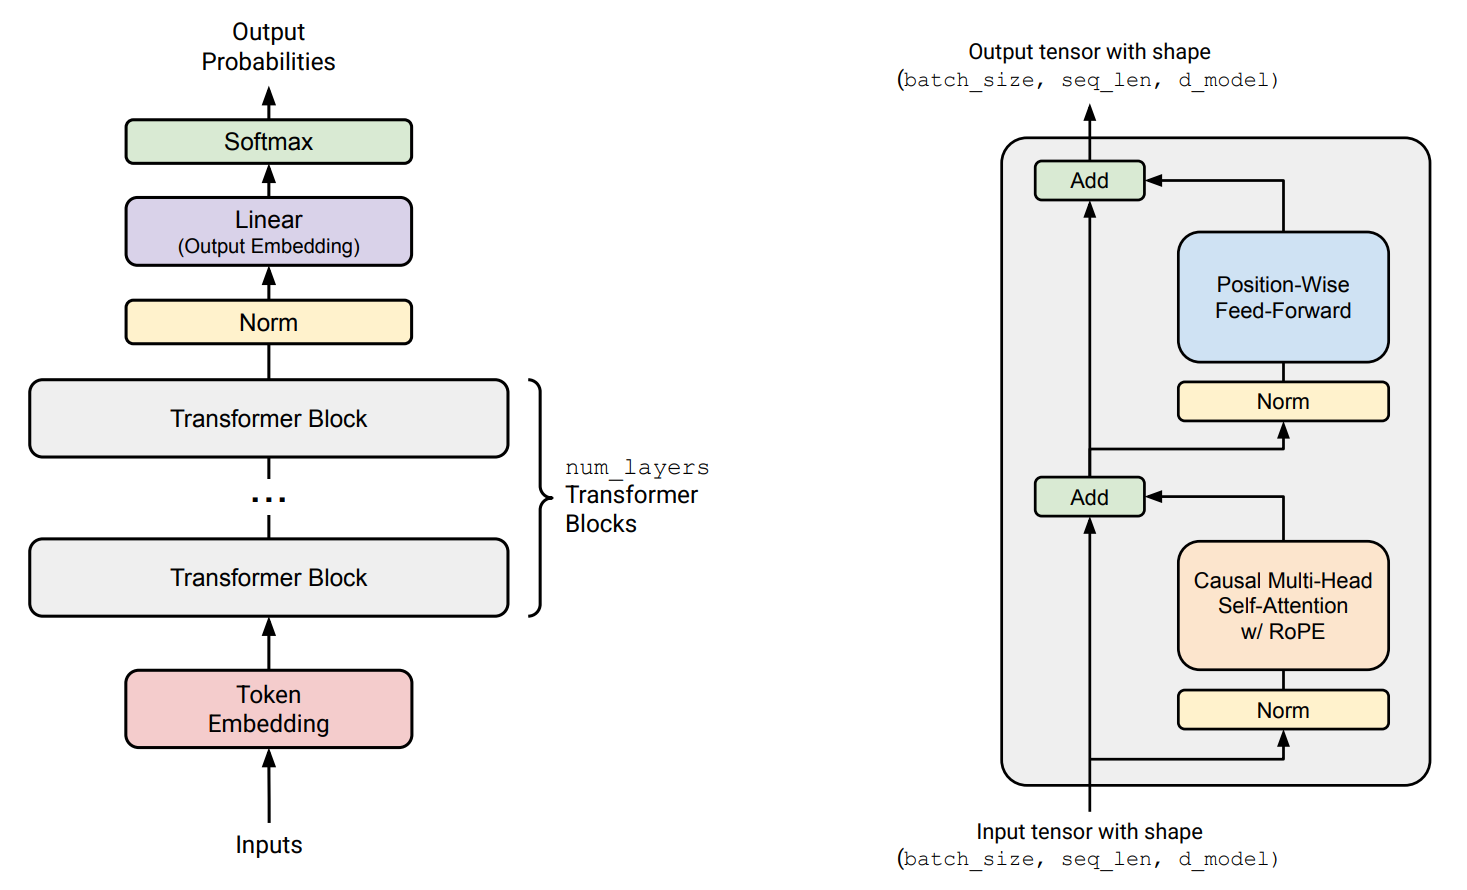 Output
Probabilities
Softmax
Linear
(Output Embedding)
Norm
Transformer Block
...
Transformer Block
num_layers
Transformer
Blocks
Token
Embedding
Inputs
Output tensor with shape
(batch_size, seq_len, d_model)
Add
Position-Wise
Feed-Forward
Norm
Add
Causal Multi-Head
Self-Attention
w/ RoPE
Norm
Input tensor with shape
(batch_size, seq_len, d_model)